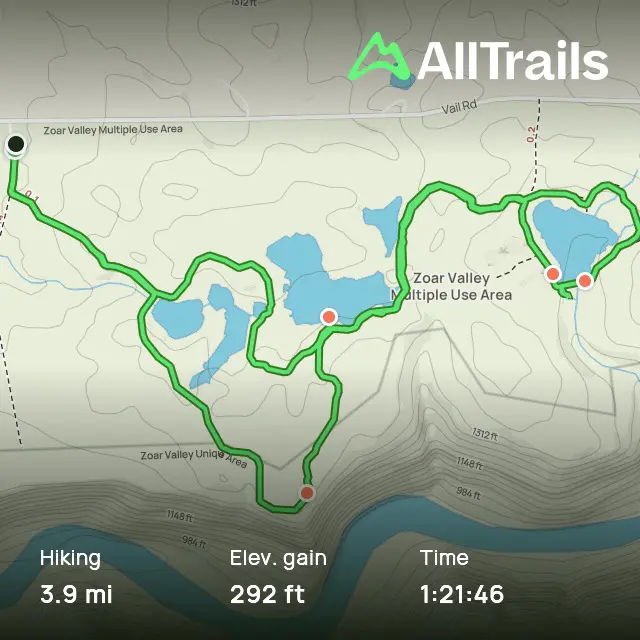 1312 ft
AllTrails
Vail Rd
Zoar Valley Multiple Use Area
0.2
0.1
Zoar Valley
Multiple Use Area
1312 ft
Zoar Valley Unique Area
1148 ft
984 ft
1148 ft
984 ft
Hiking
Elev. gain
Time
3.9 mi
292 ft
1:21:46